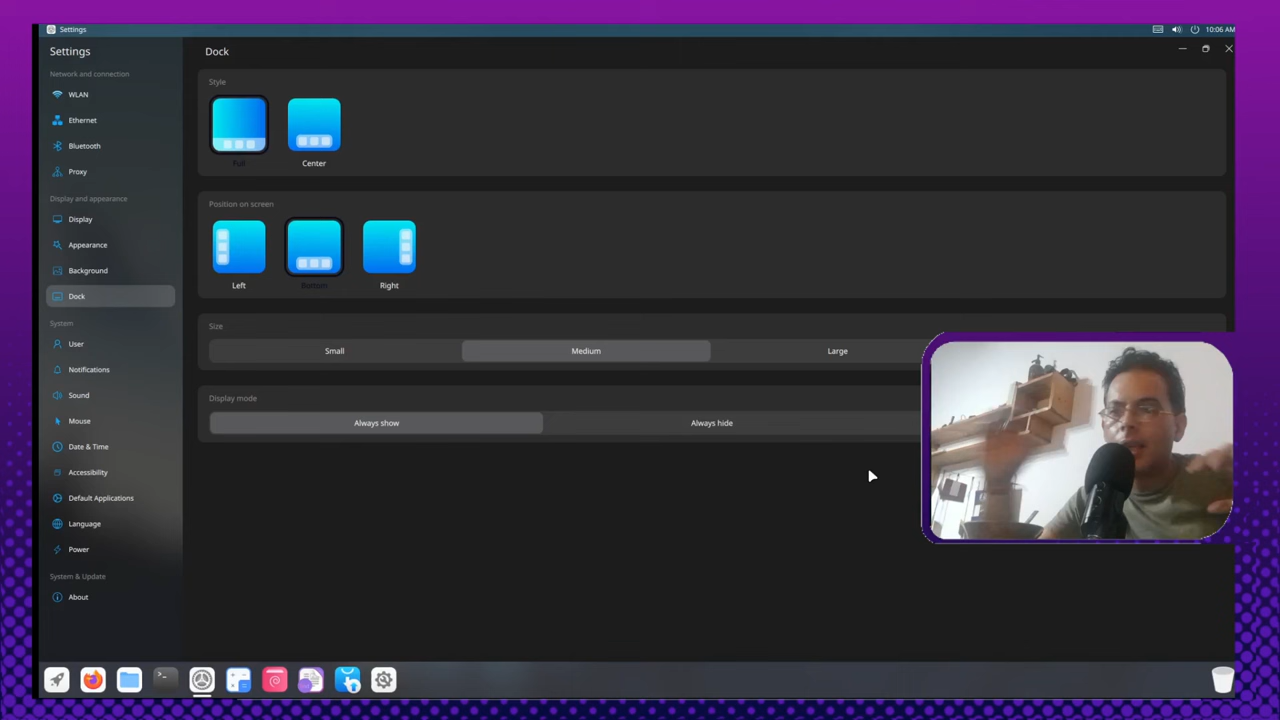 Settings
10:06 AM
Settings
Network and connection
WLAN
Ethernet
Bluetooth
Proxy
Display and appearance
Display
Appearance
Background
Dock
System
User
Notifications
Sound
Mouse
Date & Time
Accessibility
Default Applications
Language
Power
System & Update
About
Dock
Style
Full
Center
Position on screen
Left
Bottom
Right
Size
Small
Medium
Large
Display mode
Always show
Always hide